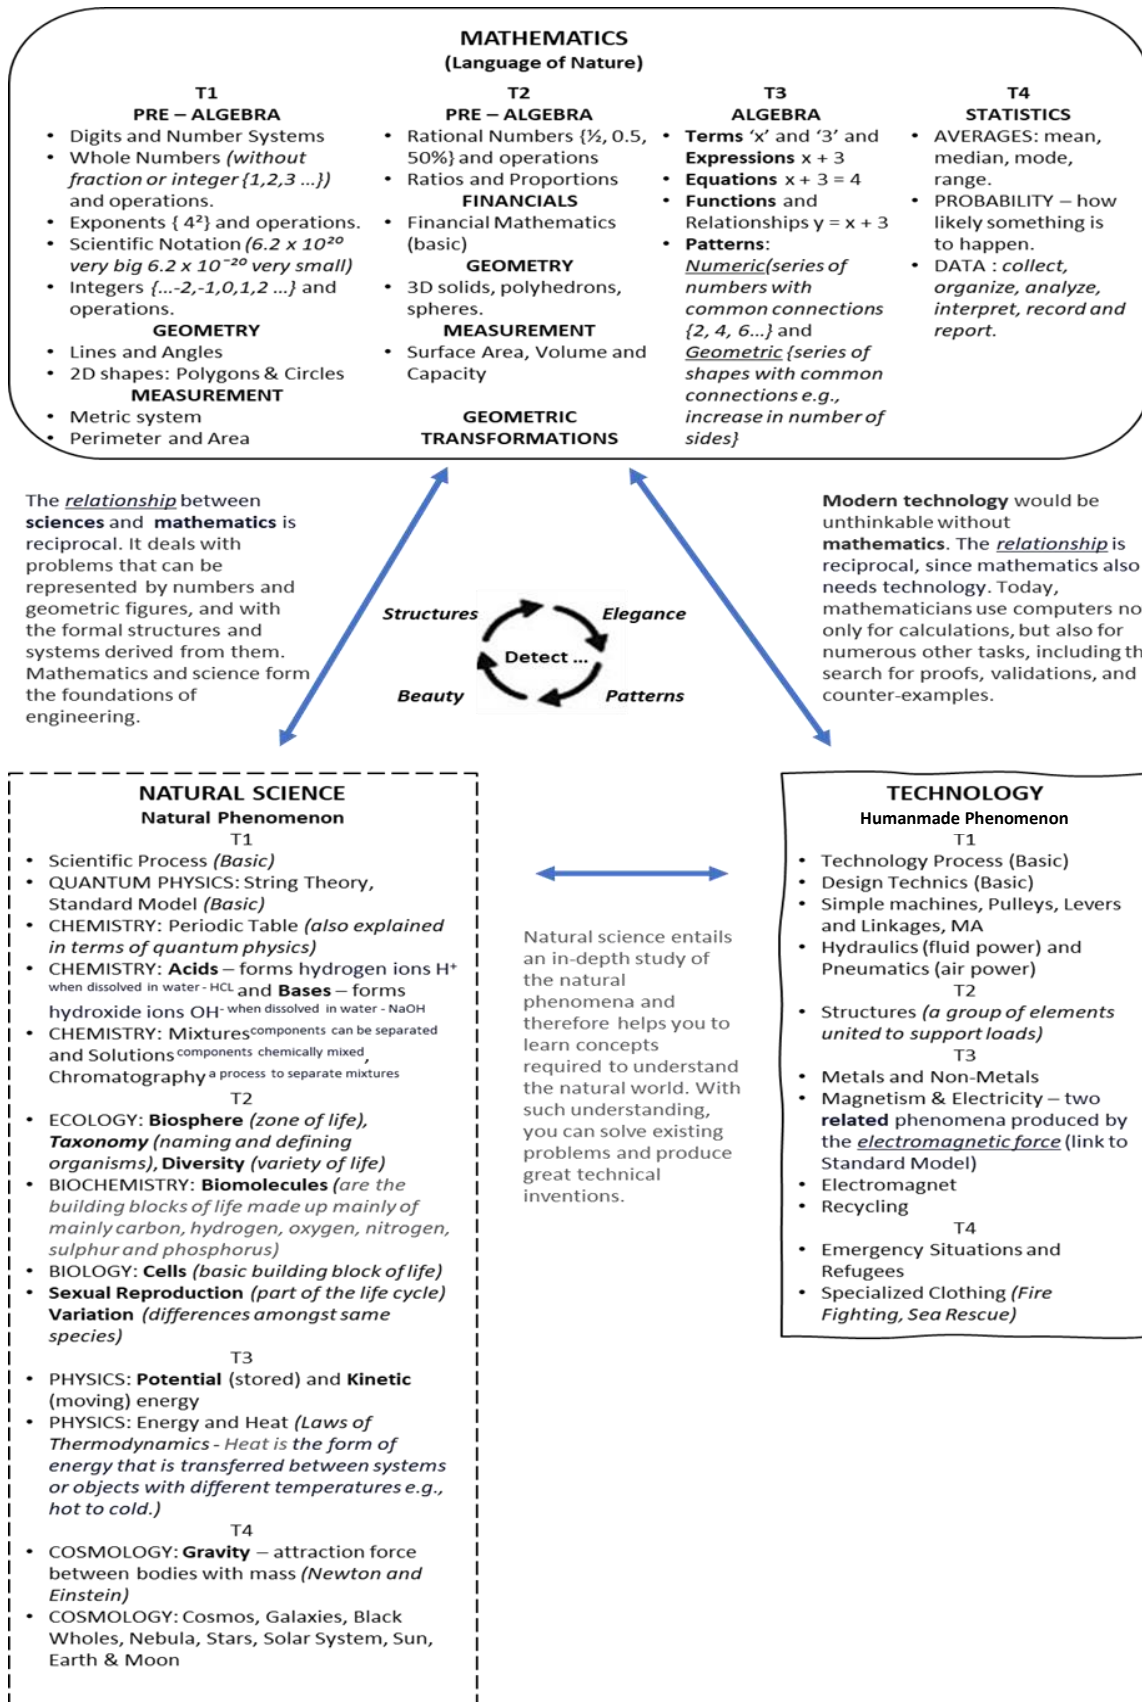 MATHEMATICS
(Language of Nature)
T1
PRE – ALGEBRA
• Digits and Number Systems
• Whole Numbers (without
fraction or integer {1,2,3 ...})
and operations.
• Exponents { 4²} and operations.
• Scientific Notation (6.2 x 10²⁰
very big 6.2 x 10⁻²⁰ very small)
• Integers {...-2,-1,0,1,2 ...} and
operations.
GEOMETRY
• Lines and Angles
• 2D shapes: Polygons & Circles
MEASUREMENT
• Metric system
• Perimeter and Area
T2
PRE – ALGEBRA
• Rational Numbers {½, 0.5,
50%} and operations
• Ratios and Proportions
FINANCIALS
• Financial Mathematics
(basic)
GEOMETRY
• 3D solids, polyhedrons,
spheres.
MEASUREMENT
• Surface Area, Volume and
Capacity
GEOMETRIC
TRANSFORMATIONS
T3
ALGEBRA
• Terms ‘x’ and ‘3’ and
• Expressions x + 3
• Equations x + 3 = 4
• Functions and
Relationships y = x + 3
• Patterns:
Numeric(series of
numbers with
common connections
{2, 4, 6...} and
Geometric {series of
shapes with common
connections e.g.,
increase in number of
sides}
T4
STATISTICS
• AVERAGES: mean,
median, mode,
range.
• PROBABILITY – how
likely something is
to happen.
• DATA : collect,
organize, analyze,
interpret, record and
report.
The relationship between
sciences and mathematics is
reciprocal. It deals with
problems that can be
represented by numbers and
geometric figures, and with
the formal structures and
systems derived from them.
Mathematics and science form
the foundations of
engineering.
Structures
Elegance
Detect ...
Beauty
Patterns
Modern technology would be
unthinkable without
mathematics. The relationship is
reciprocal, since mathematics also
needs technology. Today,
mathematicians use computers no
only for calculations, but also for
numerous other tasks, including th
search for proofs, validations, and
counter-examples.
NATURAL SCIENCE
Natural Phenomenon
T1
• Scientific Process (Basic)
• QUANTUM PHYSICS: String Theory,
Standard Model (Basic)
• CHEMISTRY: Periodic Table (also explained
in terms of quantum physics)
• CHEMISTRY: Acids – forms hydrogen ions H⁺
when dissolved in water - HCL and Bases – forms
hydroxide ions OH- when dissolved in water - NaOH
• CHEMISTRY: Mixtures components can be separated
and Solutions components chemically mixed,
Chromatography a process to separate mixtures
T2
• ECOLOGY: Biosphere (zone of life),
Taxonomy (naming and defining
organisms), Diversity (variety of life)
• BIOCHEMISTRY: Biomolecules (are the
building blocks of life made up mainly of
mainly carbon, hydrogen, oxygen, nitrogen,
sulphur and phosphorus)
• BIOLOGY: Cells (basic building block of life)
• Sexual Reproduction (part of the life cycle)
Variation (differences amongst same
species)
T3
• PHYSICS: Potential (stored) and Kinetic
(moving) energy
• PHYSICS: Energy and Heat (Laws of
Thermodynamics - Heat is the form of
energy that is transferred between systems
or objects with different temperatures e.g.,
hot to cold.)
T4
• COSMOLOGY: Gravity – attraction force
between bodies with mass (Newton and
Einstein)
• COSMOLOGY: Cosmos, Galaxies, Black
Wholes, Nebula, Stars, Solar System, Sun,
Earth & Moon
Natural science entails
an in-depth study of
the natural
phenomena and
therefore helps you to
learn concepts
required to understand
the natural world. With
such understanding,
you can solve existing
problems and produce
great technical
inventions.
TECHNOLOGY
Humanmade Phenomenon
T1
• Technology Process (Basic)
• Design Technics (Basic)
• Simple machines, Pulleys, Levers
and Linkages, MA
• Hydraulics (fluid power) and
Pneumatics (air power)
T2
• Structures (a group of elements
united to support loads)
T3
• Metals and Non-Metals
• Magnetism & Electricity – two
related phenomena produced by
the electromagnetic force (link to
Standard Model)
• Electromagnet
• Recycling
T4
• Emergency Situations and
Refugees
• Specialized Clothing (Fire
Fighting, Sea Rescue)